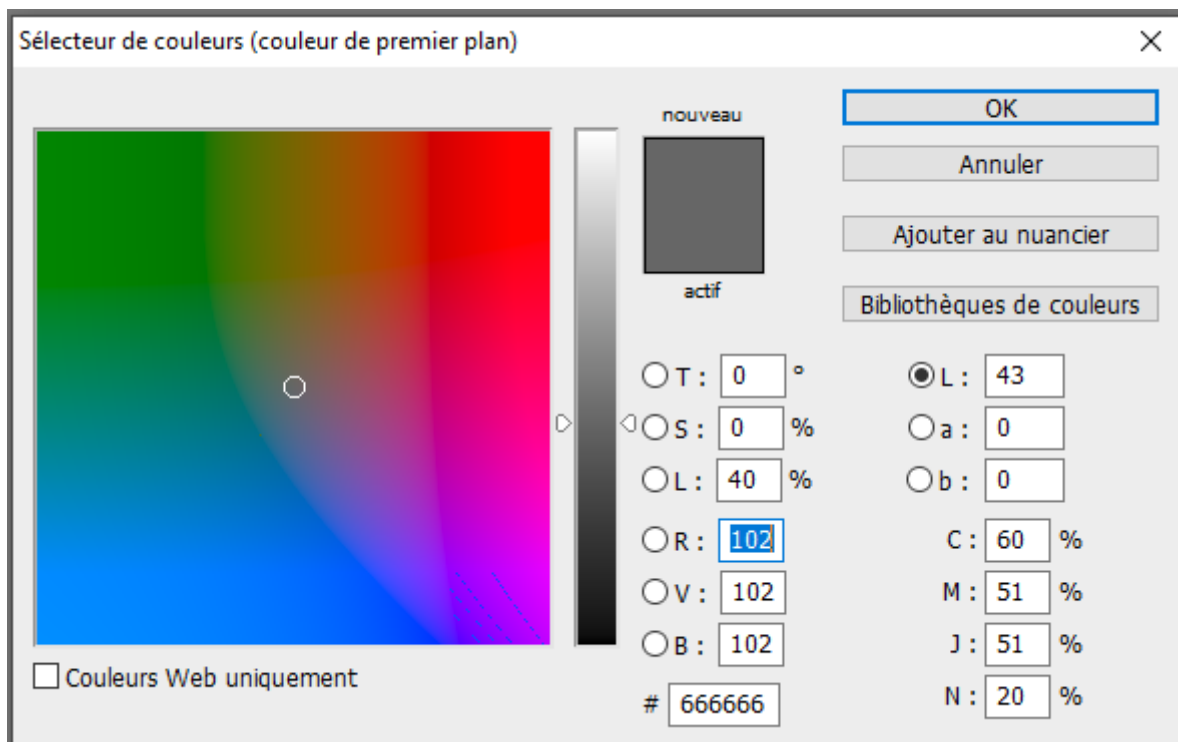 Sélecteur de couleurs (couleur de premier plan)
nouveau
actif
OK
Annuler
Ajouter au nuancier
Bibliothèques de couleurs
T : 0 °
S : 0 %
L : 40 %
R : 102
V : 102
B : 102
# 666666
L : 43
a : 0
b : 0
C : 60 %
M : 51 %
J : 51 %
N : 20 %
Couleurs Web uniquement